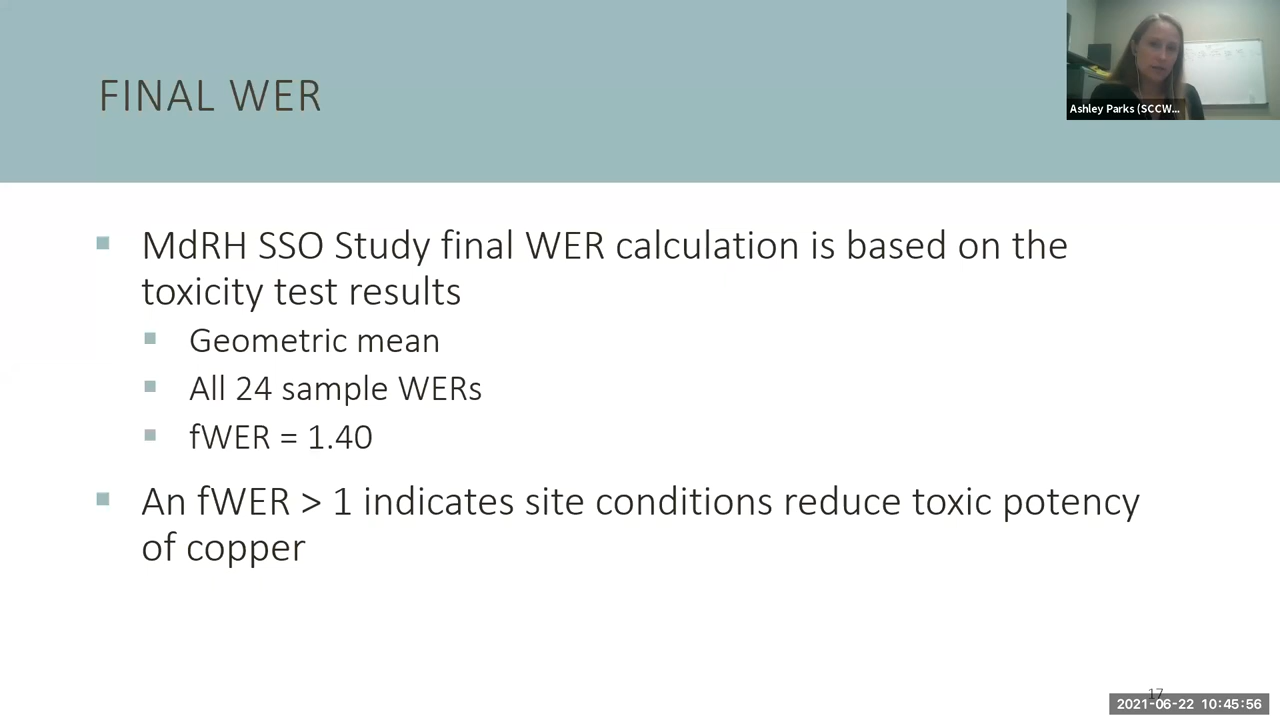 FINAL WER
Ashley Parks (SCCW...
MdRH SSO Study final WER calculation is based on the
toxicity test results
Geometric mean
All 24 sample WERs
fWER = 1.40
An fWER > 1 indicates site conditions reduce toxic potency
of copper
17
2021-06-22 10:45:56